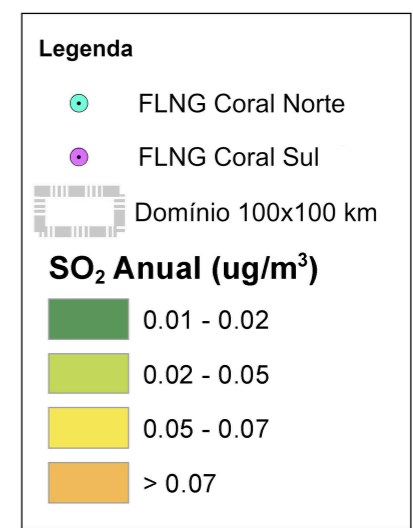 Legenda
FLNG Coral Norte
FLNG Coral Sul
Domínio 100x100 km
SO₂ Anual (ug/m³)
0.01 - 0.02
0.02 - 0.05
0.05 - 0.07
> 0.07